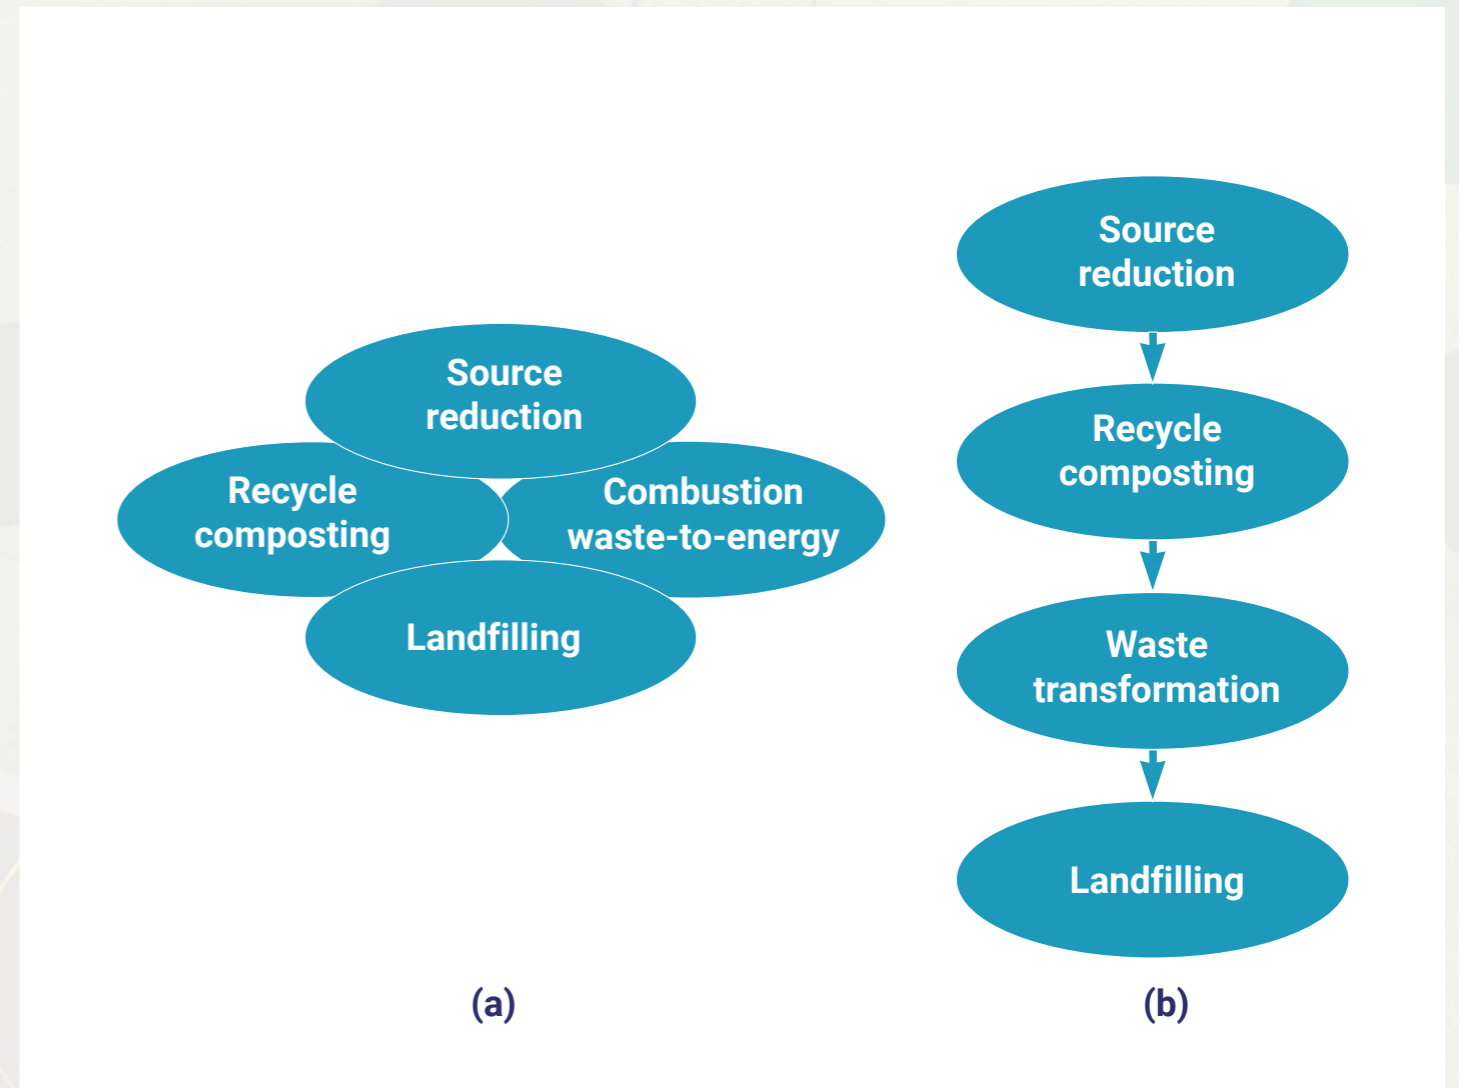 Source
reduction
Recycle
composting
Combustion
waste-to-energy
Landfilling
(a)
Source
reduction
Recycle
composting
Waste
transformation
Landfilling
(b)